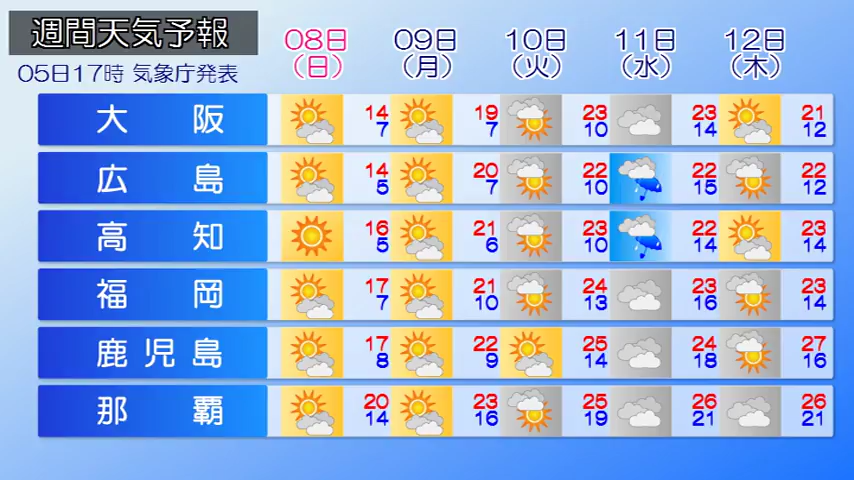 週間天気予報
05日17時 気象庁発表
08日 09日 10日 11日 12日
(日) (月) (火) (水) (木)
大阪 14 7 19 7 23 10 23 14 21 12
広島 14 5 20 7 22 10 22 15 22 12
高知 16 5 21 6 23 10 22 14 23 14
福岡 17 7 21 10 24 13 23 16 23 14
鹿児島 17 8 22 9 25 14 24 18 27 16
那覇 20 14 23 16 25 19 26 21 26 21